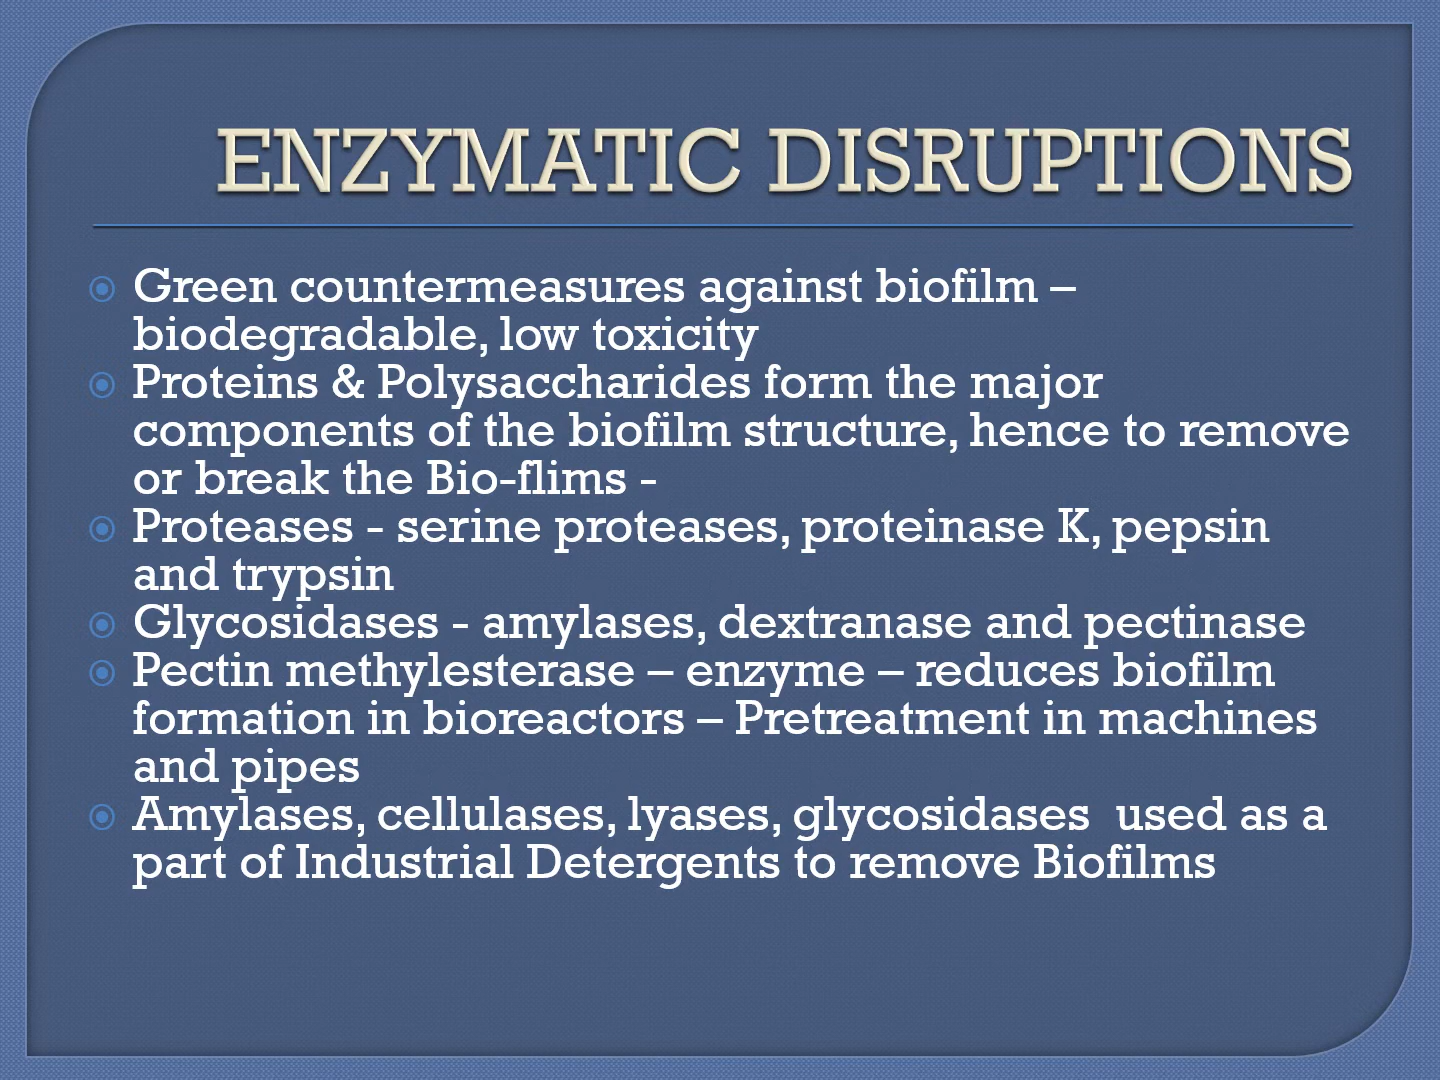 ENZYMATIC DISRUPTIONS
Green countermeasures against biofilm –
biodegradable, low toxicity
Proteins & Polysaccharides form the major
components of the biofilm structure, hence to remove
or break the Bio-flims -
Proteases - serine proteases, proteinase K, pepsin
and trypsin
Glycosidases - amylases, dextranase and pectinase
Pectin methylesterase – enzyme – reduces biofilm
formation in bioreactors – Pretreatment in machines
and pipes
Amylases, cellulases, lyases, glycosidases  used as a
part of Industrial Detergents to remove Biofilms